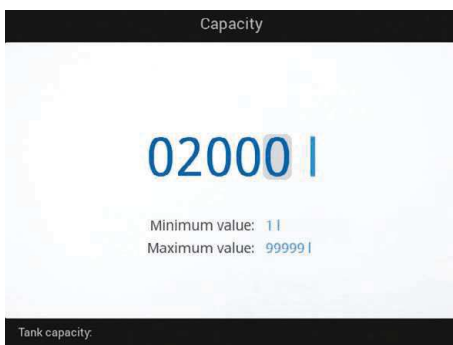 Capacity
02000 l
Minimum value: 1 l
Maximum value: 99999 l
Tank capacity: